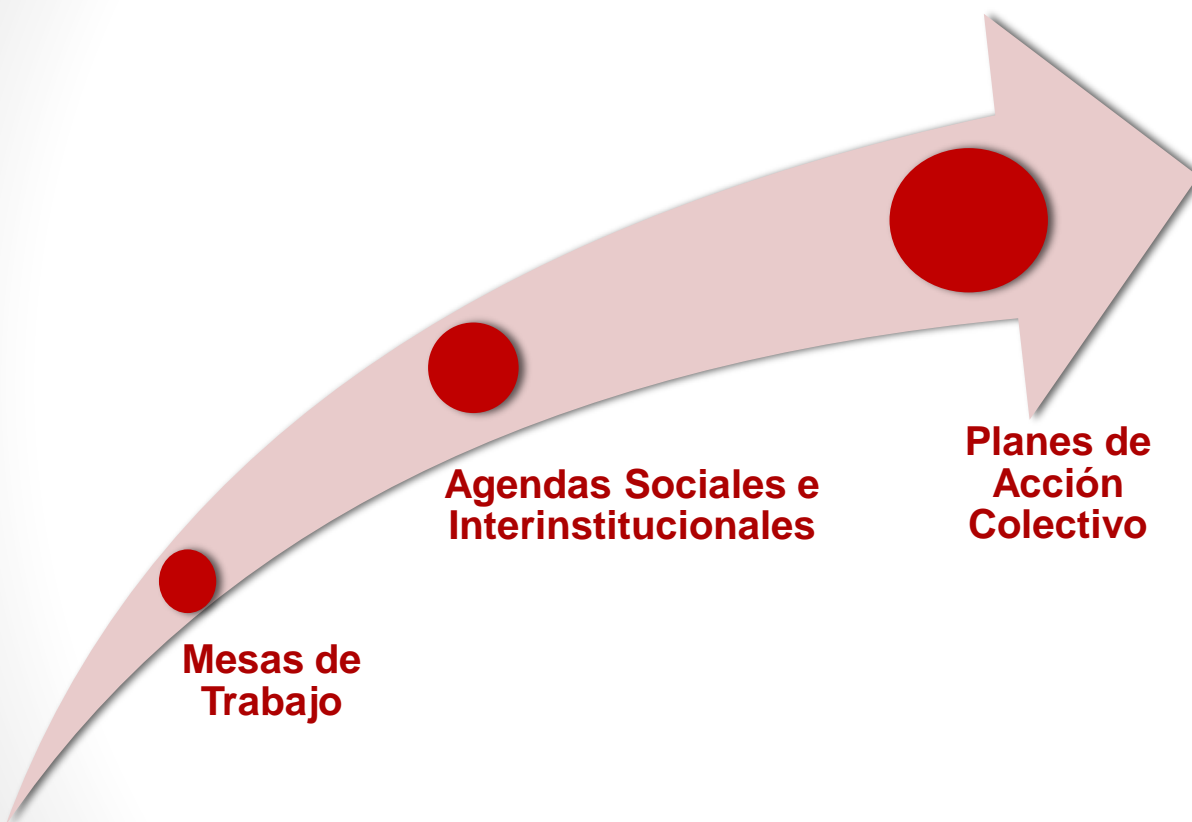 Mesas de
Trabajo
Agendas Sociales e
Interinstitucionales
Planes de
Acción
Colectivo